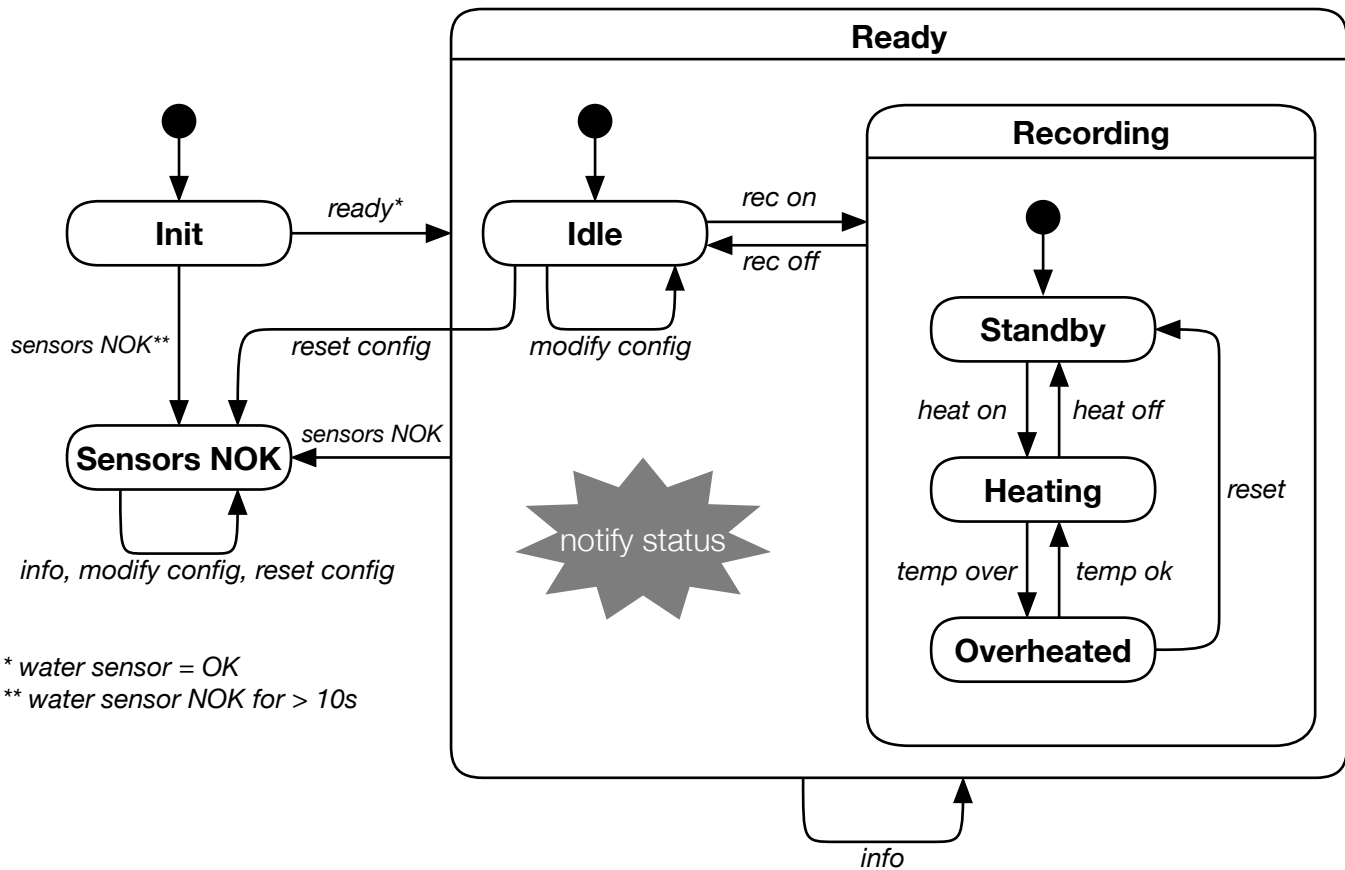 Ready
Recording
ready*
Init
Idle
rec on
rec off
sensors NOK**
reset config
modify config
Standby
heat on
heat off
Sensors NOK
sensors NOK
Heating
reset
notify status
info, modify config, reset config
temp over
temp ok
Overheated
* water sensor = OK
** water sensor NOK for > 10s
info